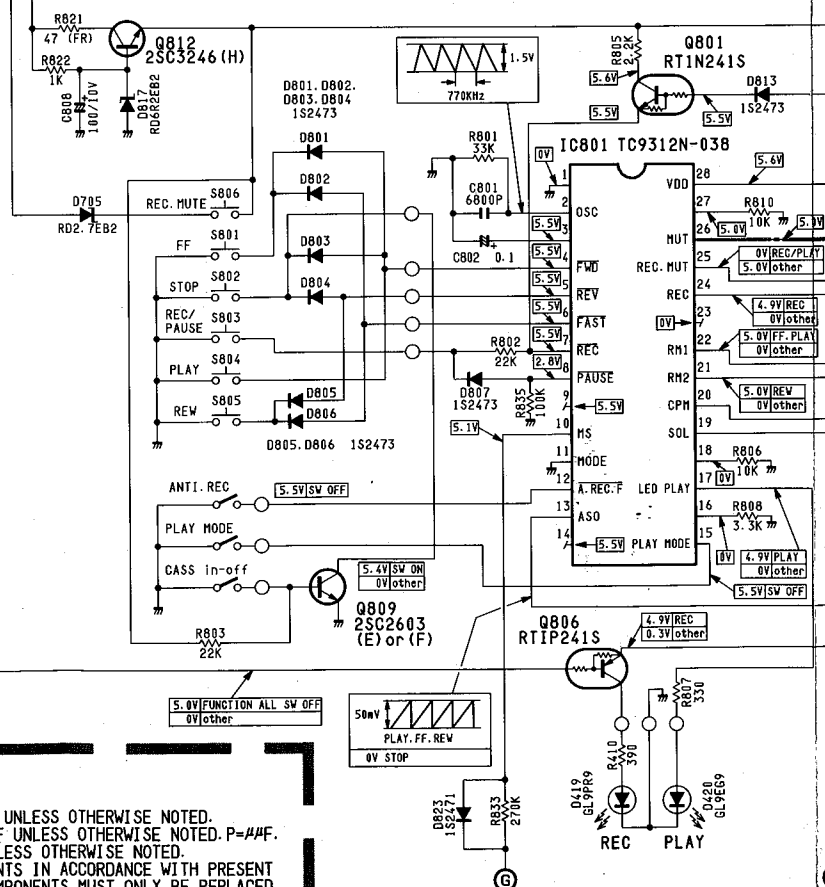 R821
47 (FR)
Q812
2SC3246(H)
R822
1K
C808
100/10V
D817
RD6R2EB2
D801.D802.
D803.D804
1S2473
D801
D802
D803
D804
1.5V
770KHz
R805
2.2K
5.6V
5.5V
Q801
RT1N241S
D813
1S2473
5.5V
R801
33K
C801
6800P
C802 0.1
IC801 TC9312N-038
0V
5.5V
5.5V
5.5V
5.5V
5.5V
2.8V
D705
RD2.7EB2
REC.MUTE
S806
FF
S801
STOP
S802
REC/
PAUSE
S803
PLAY
S804
REW
S805
D805
D806
D805.D806 1S2473
R802
22K
D807
1S2473
R835
100K
5.1V
1
2
OSC
3
4
FWD
5
REV
6
FAST
7
REC
8
PAUSE
9
5.5V
10
MS
11
MODE
12
A.REC.F
13
ASO
14
5.5V
28
VDD
5.6V
27
R810
10K
5.0V
26
MUT
5.0V
25
REC.MUT
0V REC/PLAY
5.0V other
24
REC
4.9V REC
0V other
23
0V
22
RM1
5.0V FF.PLAY
0V other
21
RM2
5.0V REW
0V other
20
CPM
19
SOL
18
R806
10K
0V
17
LED PLAY
16
R808
3.3K
15
PLAY MODE
0V
4.9V PLAY
0V other
5.5V SW OFF
ANTI.REC
5.5V SW OFF
PLAY MODE
CASS in-off
5.4V SW ON
0V other
Q809
2SC2603
(E) or (F)
R803
22K
5.0V FUNCTION ALL SW OFF
0V other
50mV
PLAY.FF.REW
0V STOP
Q806
RTIP241S
4.9V REC
0.3V other
R807
330
R410
390
D419
GL9PR9
D420
GL9EG9
REC PLAY
D823
1S2471
R833
270K
G
UNLESS OTHERWISE NOTED.
F UNLESS OTHERWISE NOTED. P=μμF.
LESS OTHERWISE NOTED.
NTS IN ACCORDANCE WITH PRESENT
MPONENTS MUST ONLY BE REPLACED